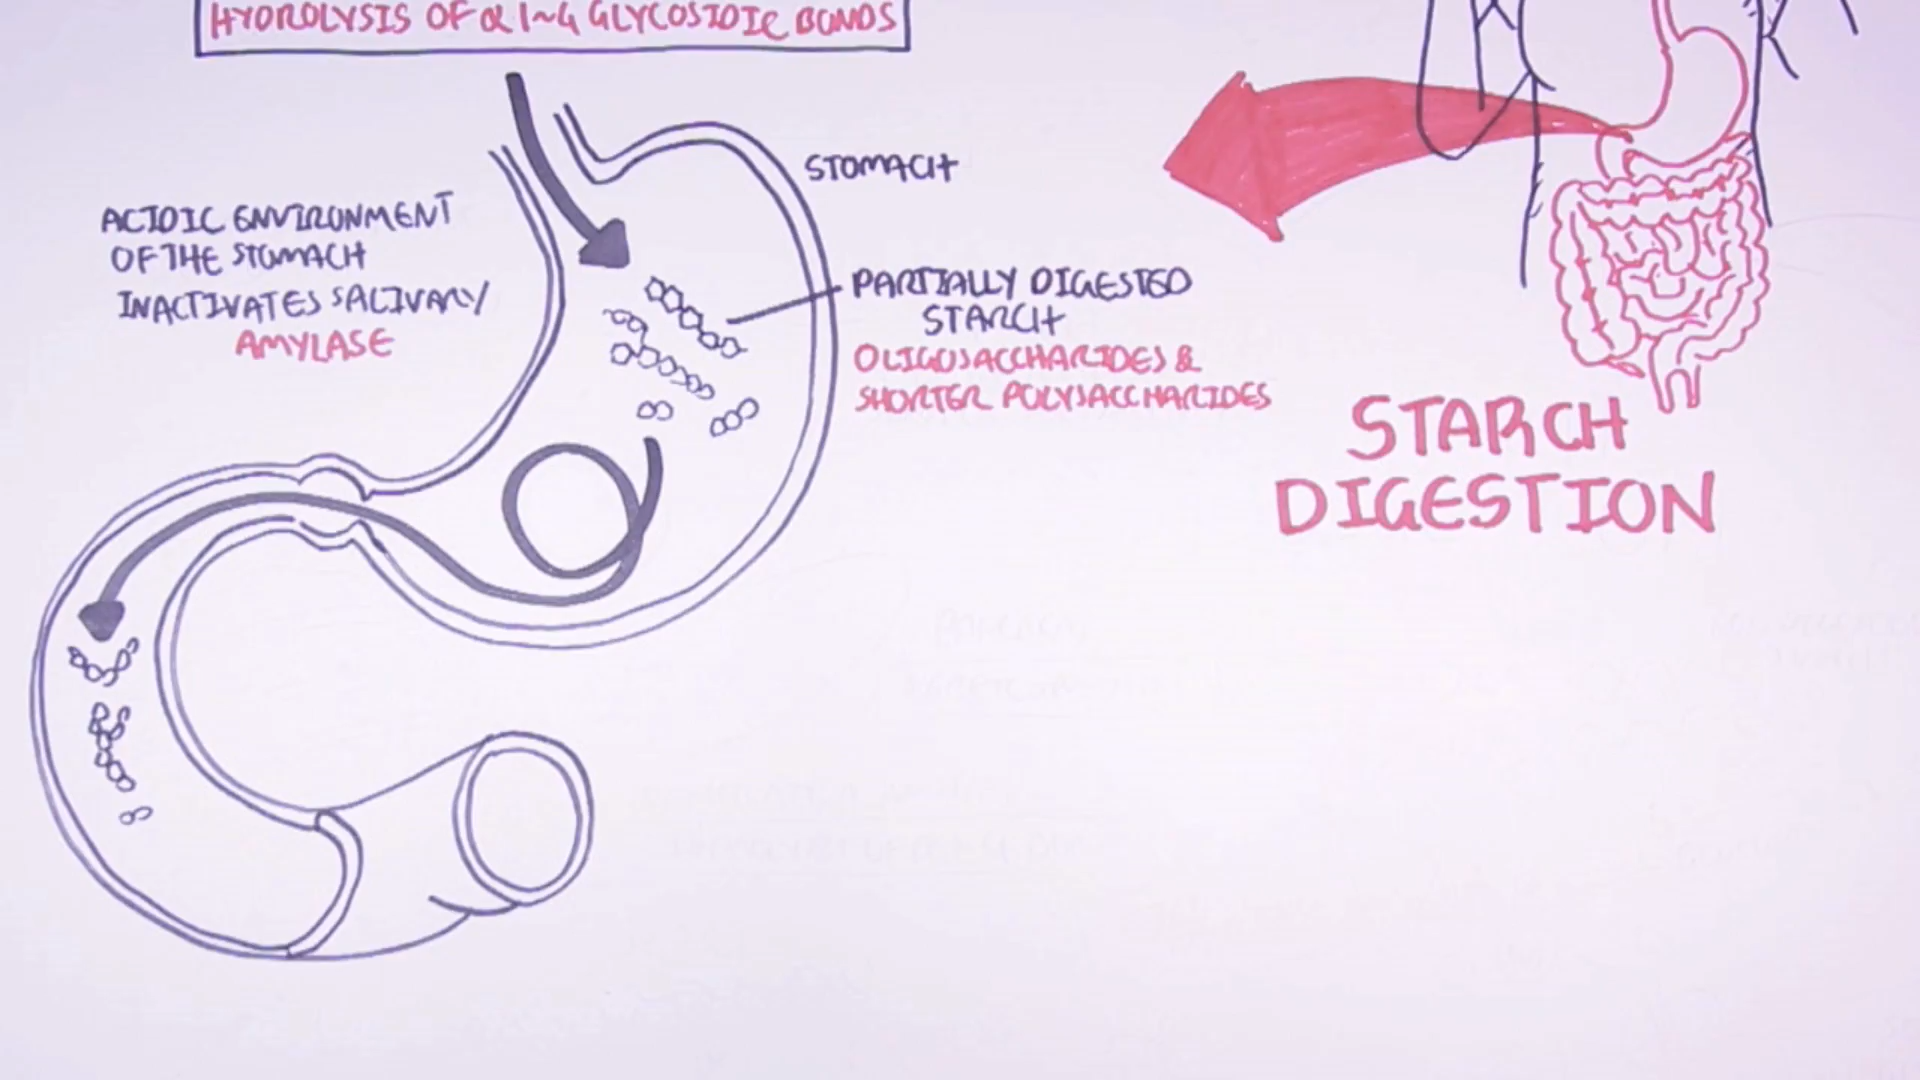 HYDROLYSIS OF α 1~4 GLYCOSIDIC BONDS
STOMACH
ACIDIC ENVIRONMENT
OF THE STOMACH
INACTIVATES SALIVARY
AMYLASE
PARTIALLY DIGESTED
STARCH
OLIGOSACCHARIDES &
SHORTER POLYSACCHARIDES
STARCH
DIGESTION